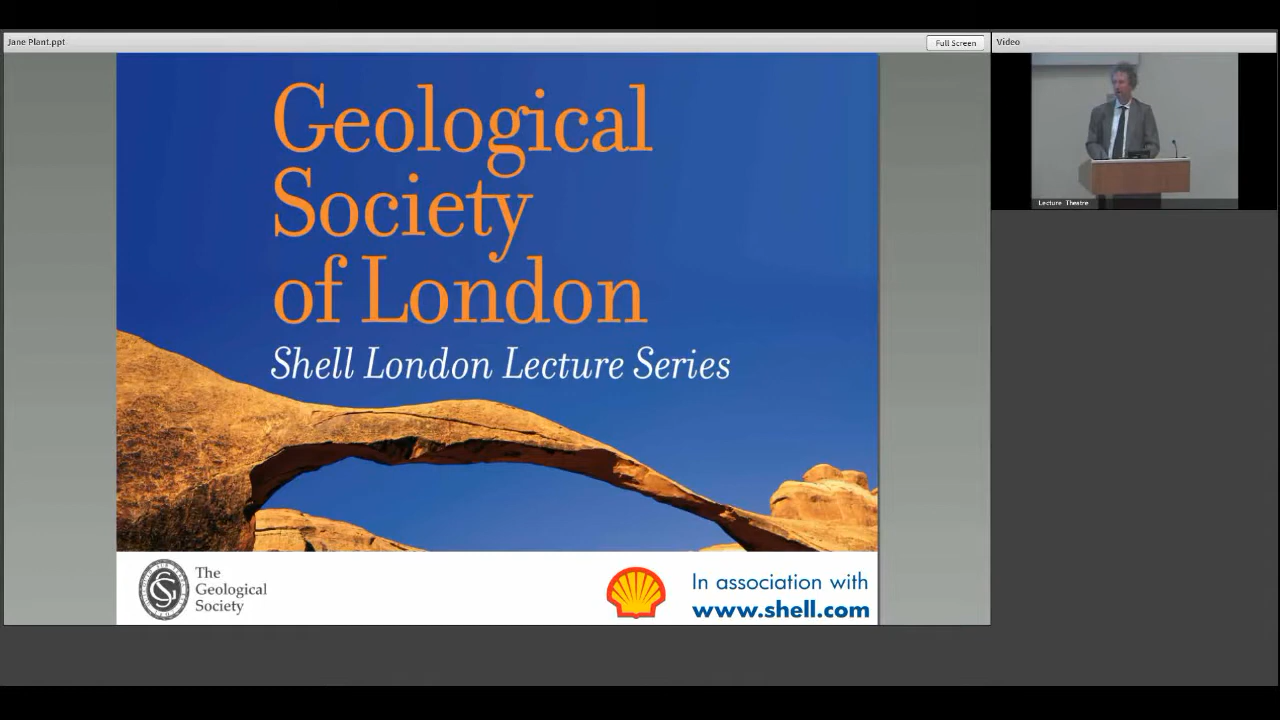 Jane Plant.ppt
Full Screen
Video
Geological
Society
of London
Shell London Lecture Series
Lecture Theatre
The
Geological
Society
In association with
www.shell.com